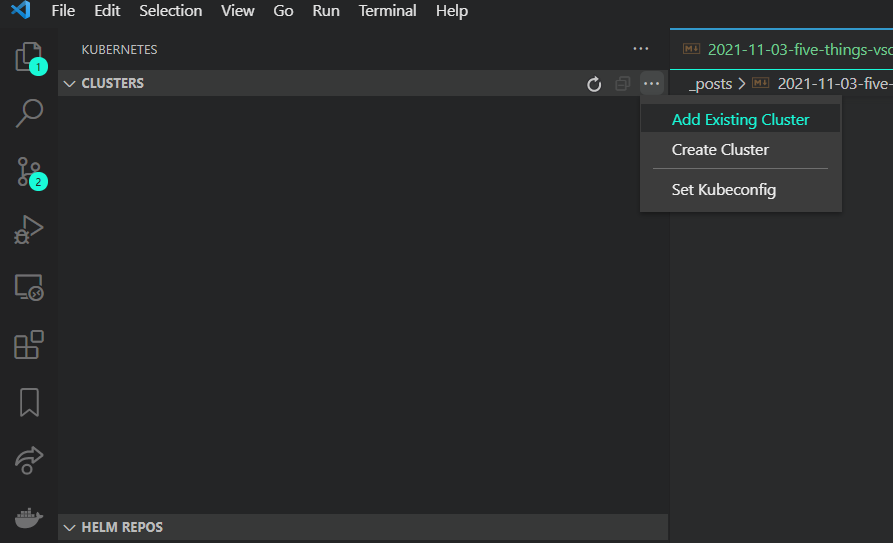 File Edit Selection View Go Run Terminal Help
KUBERNETES ...
2021-11-03-five-things-vsc
CLUSTERS ...
_posts > 2021-11-03-five-
Add Existing Cluster
Create Cluster
Set Kubeconfig
1
2
HELM REPOS